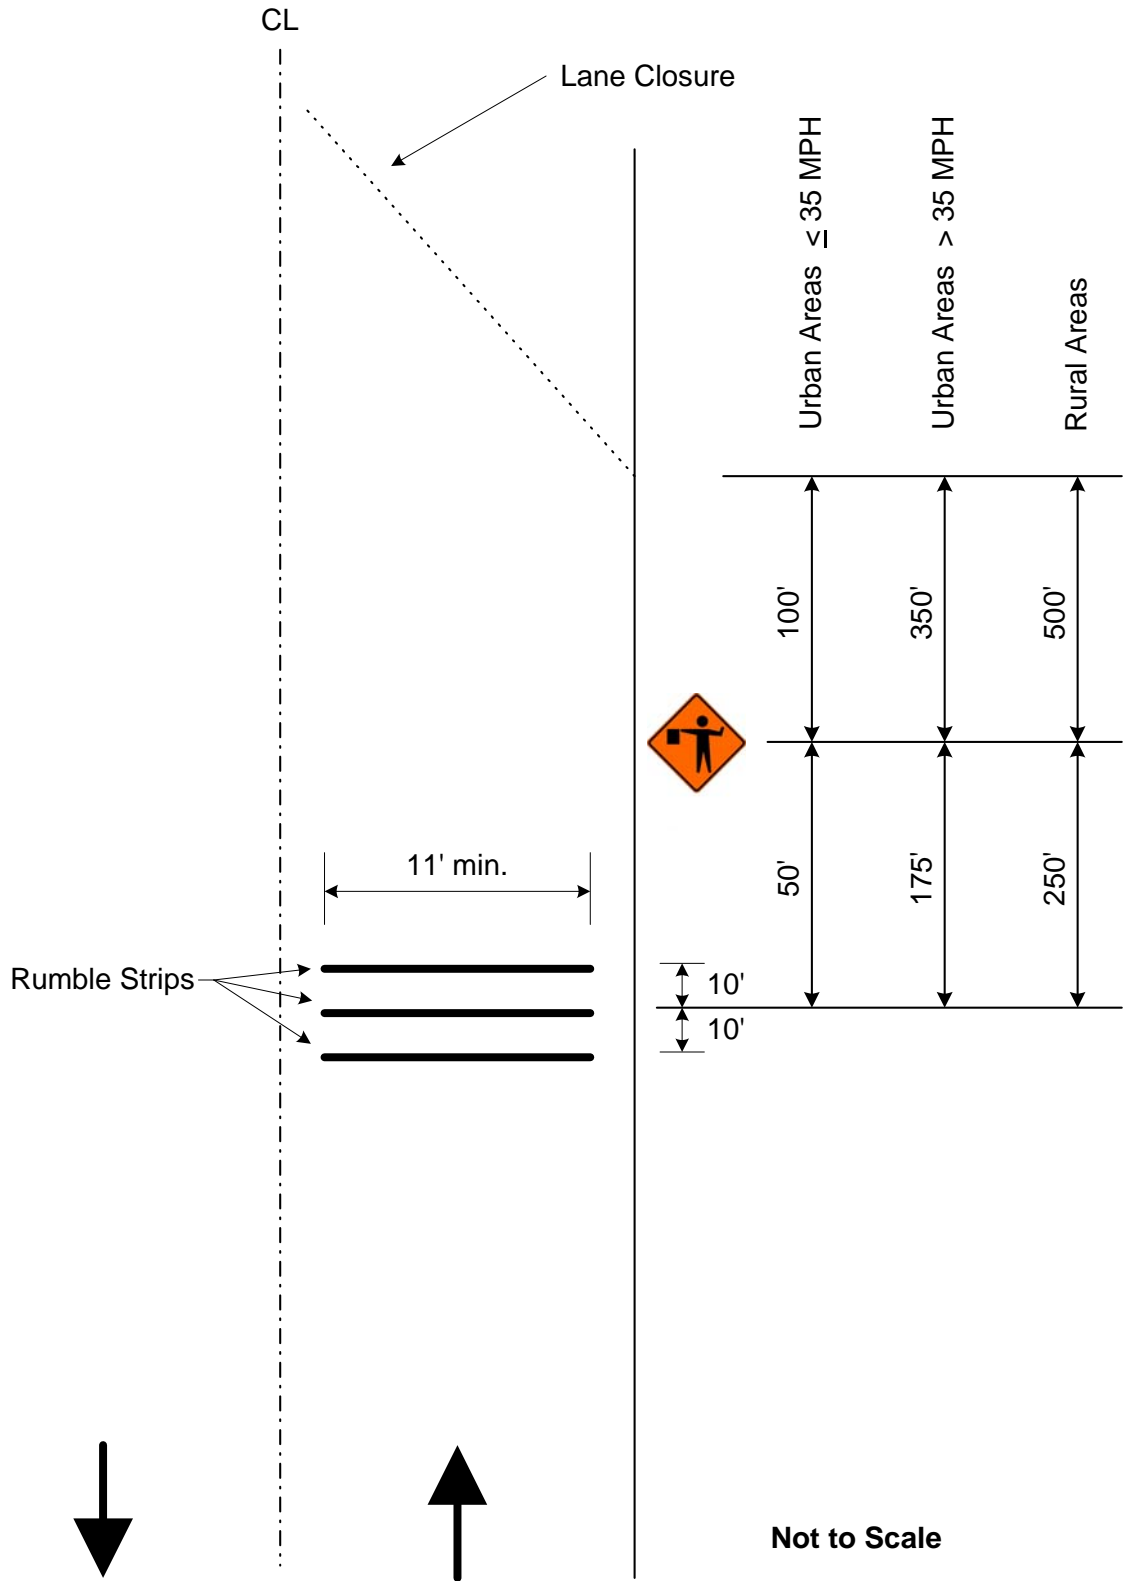 CL
Lane Closure
Urban Areas ≤ 35 MPH
Urban Areas > 35 MPH
Rural Areas
100'
350'
500'
11' min.
50'
175'
250'
Rumble Strips
10'
10'
Not to Scale